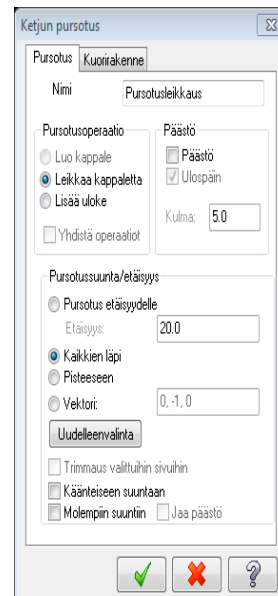 Ketjun pursotus
Pursotus Kuorirakenne
Nimi Pursotusleikkaus
Pursotusoperaatio
Luo kappale
Leikkaa kappaletta
Lisää uloke
Yhdistä operaatiot
Päästö
Päästö
Ulospäin
Kulma: 5.0
Pursotussuunta/etäisyys
Pursotus etäisyydelle
Etäisyys: 20.0
Kaikkien läpi
Pisteeseen
Vektori: 0, -1, 0
Uudelleenvalinta
Trimmaus valittuihin sivuihin
Käänteiseen suuntaan
Molempiin suuntiin Jaa päästö